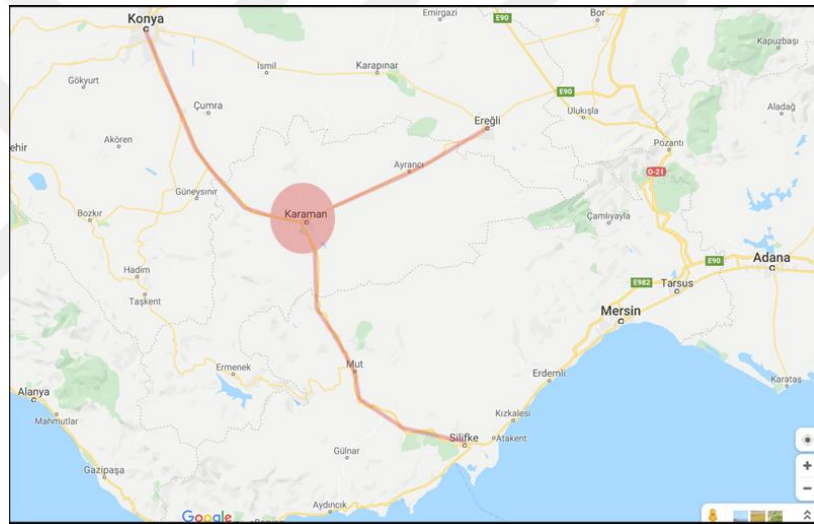 Konya
Emirgazi
E90
Bor
Kapuzbaşı
İsmil
Karapınar
Gökyurt
Çumra
E90
Ulukışla
Aladağ
Ereğli
Akören
Pozantı
ehir
Ayrancı
O-21
Güneysınır
Bozkır
Karaman
Çamlıyayla
Hadim
Taşkent
E90
Adana
E982
Tarsus
Mersin
Ermenek
Mut
Erdemli
Karataş
Alanya
Mahmutlar
Kızkalesi
Silifke
Atakent
Gülnar
Gazipaşa
Aydıncık
Google